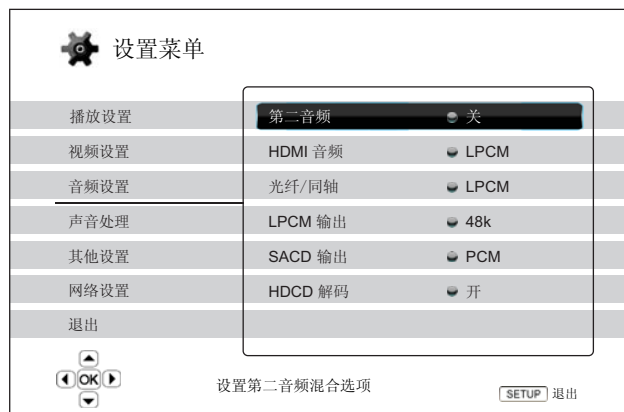 设置菜单
播放设置 第二音频 关
视频设置 HDMI 音频 LPCM
音频设置 光纤/同轴 LPCM
声音处理 LPCM 输出 48k
其他设置 SACD 输出 PCM
网络设置 HDCD 解码 开
退出
OK
设置第二音频混合选项
SETUP 退出